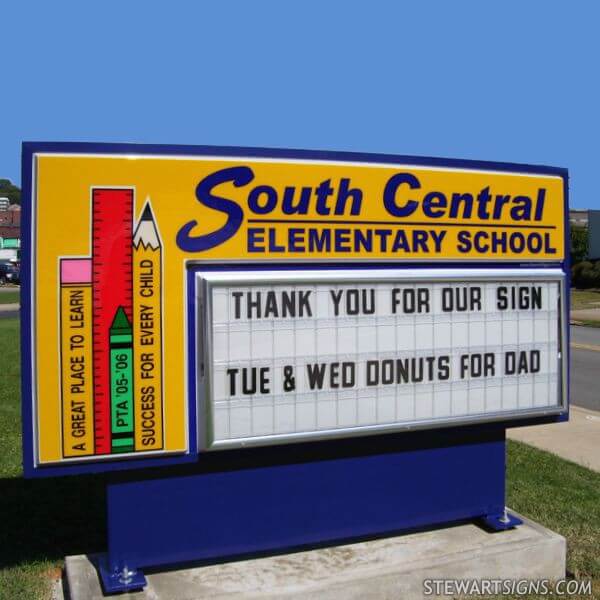 South Central
ELEMENTARY SCHOOL
A GREAT PLACE TO LEARN
PTA '05-'06
SUCCESS FOR EVERY CHILD
THANK YOU FOR OUR SIGN
TUE & WED DONUTS FOR DAD
STEWARTSIGNS.COM